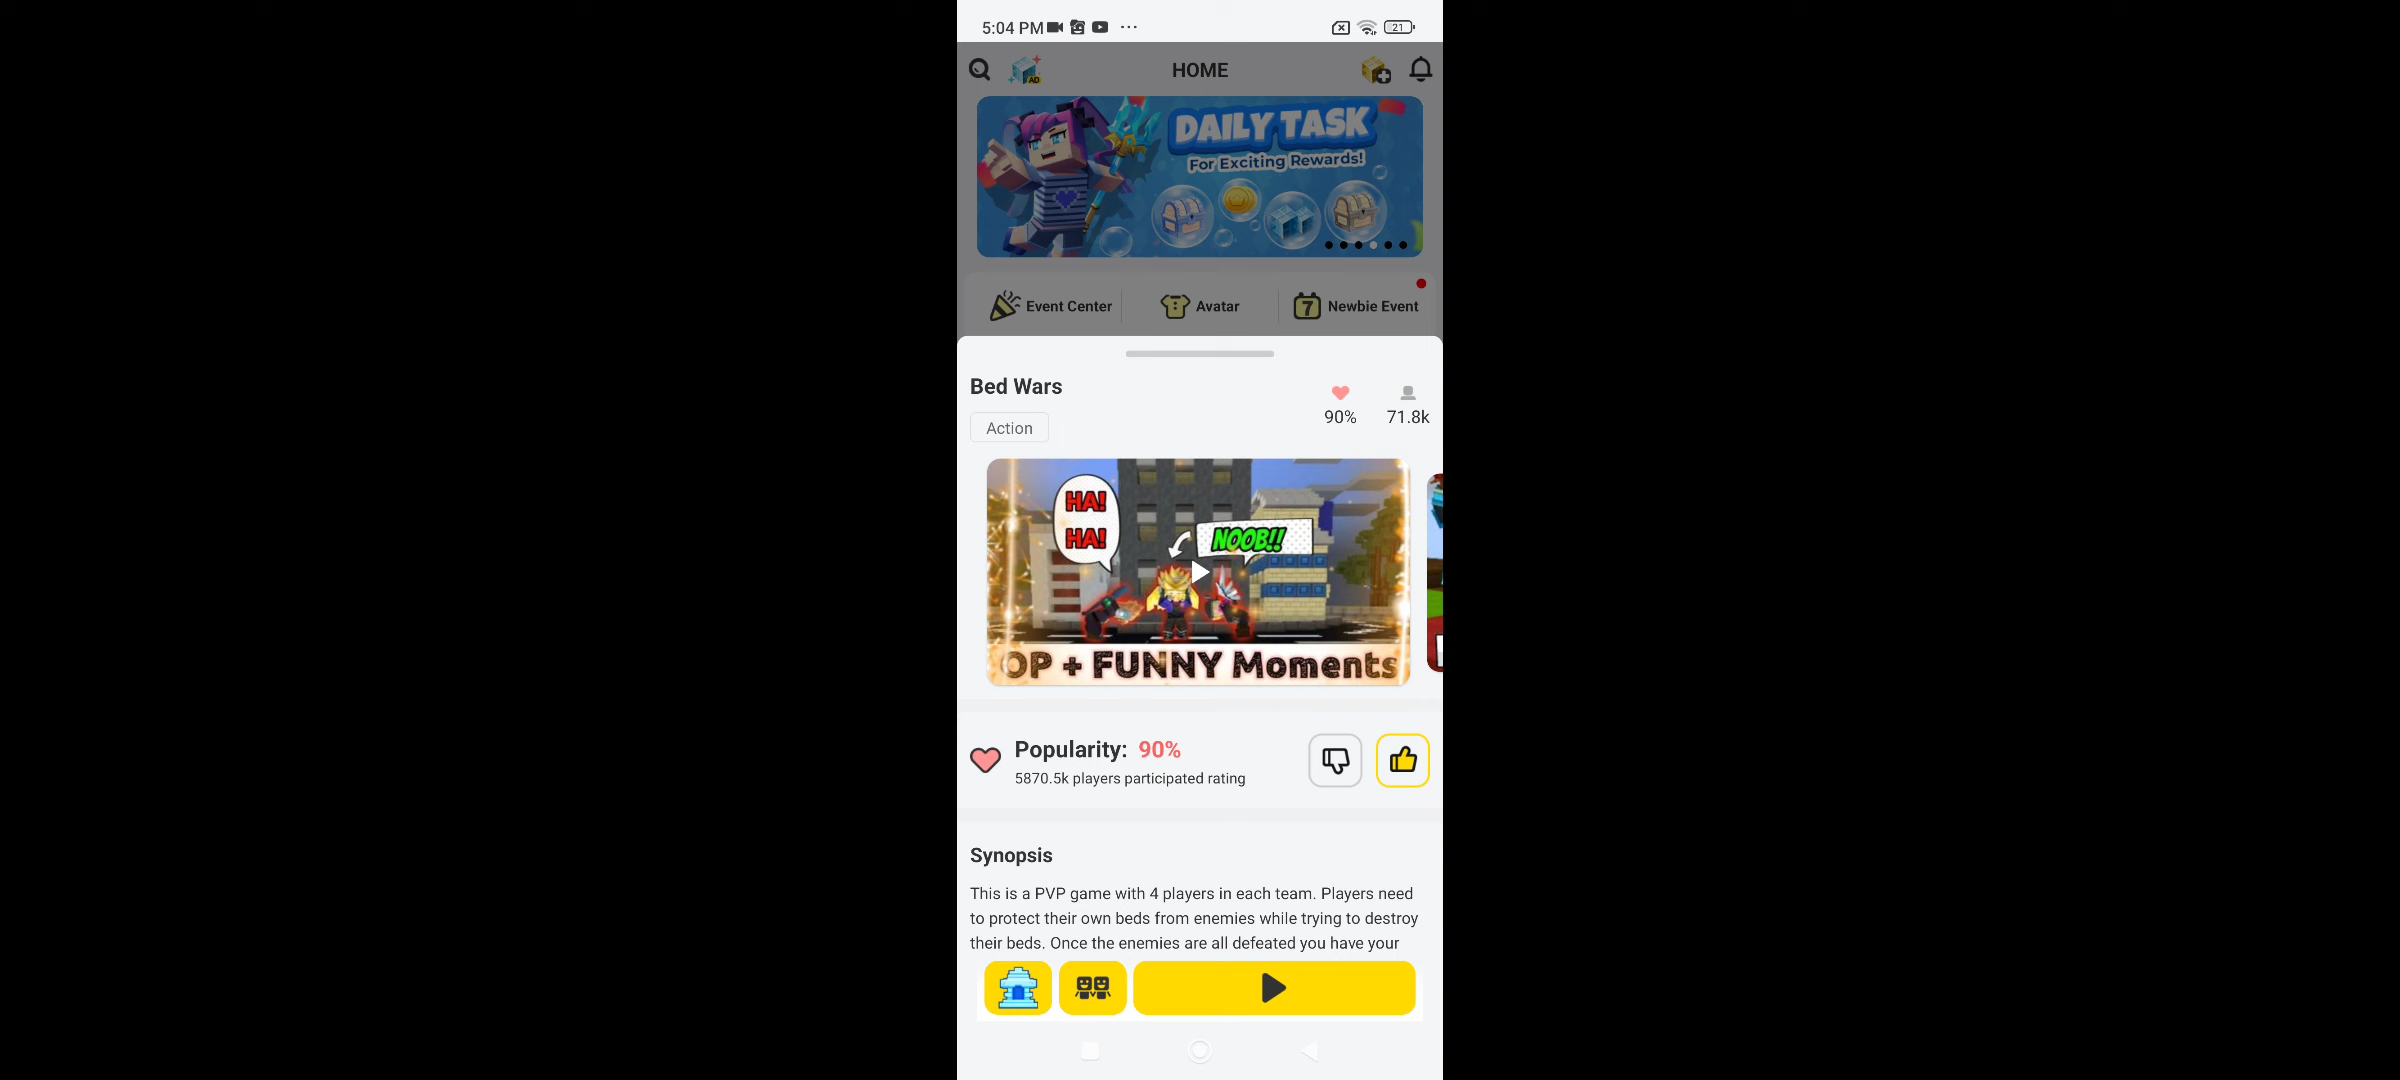 5:04 PM
21
AD
HOME
DAILY TASK
For Exciting Rewards!
Event Center
Avatar
7
Newbie Event
Bed Wars
90%
71.8k
Action
HA!
HA!
NOOB!!
OP + FUNNY Moments
Popularity: 90%
5870.5k players participated rating
Synopsis
This is a PVP game with 4 players in each team. Players need
to protect their own beds from enemies while trying to destroy
their beds. Once the enemies are all defeated you have your